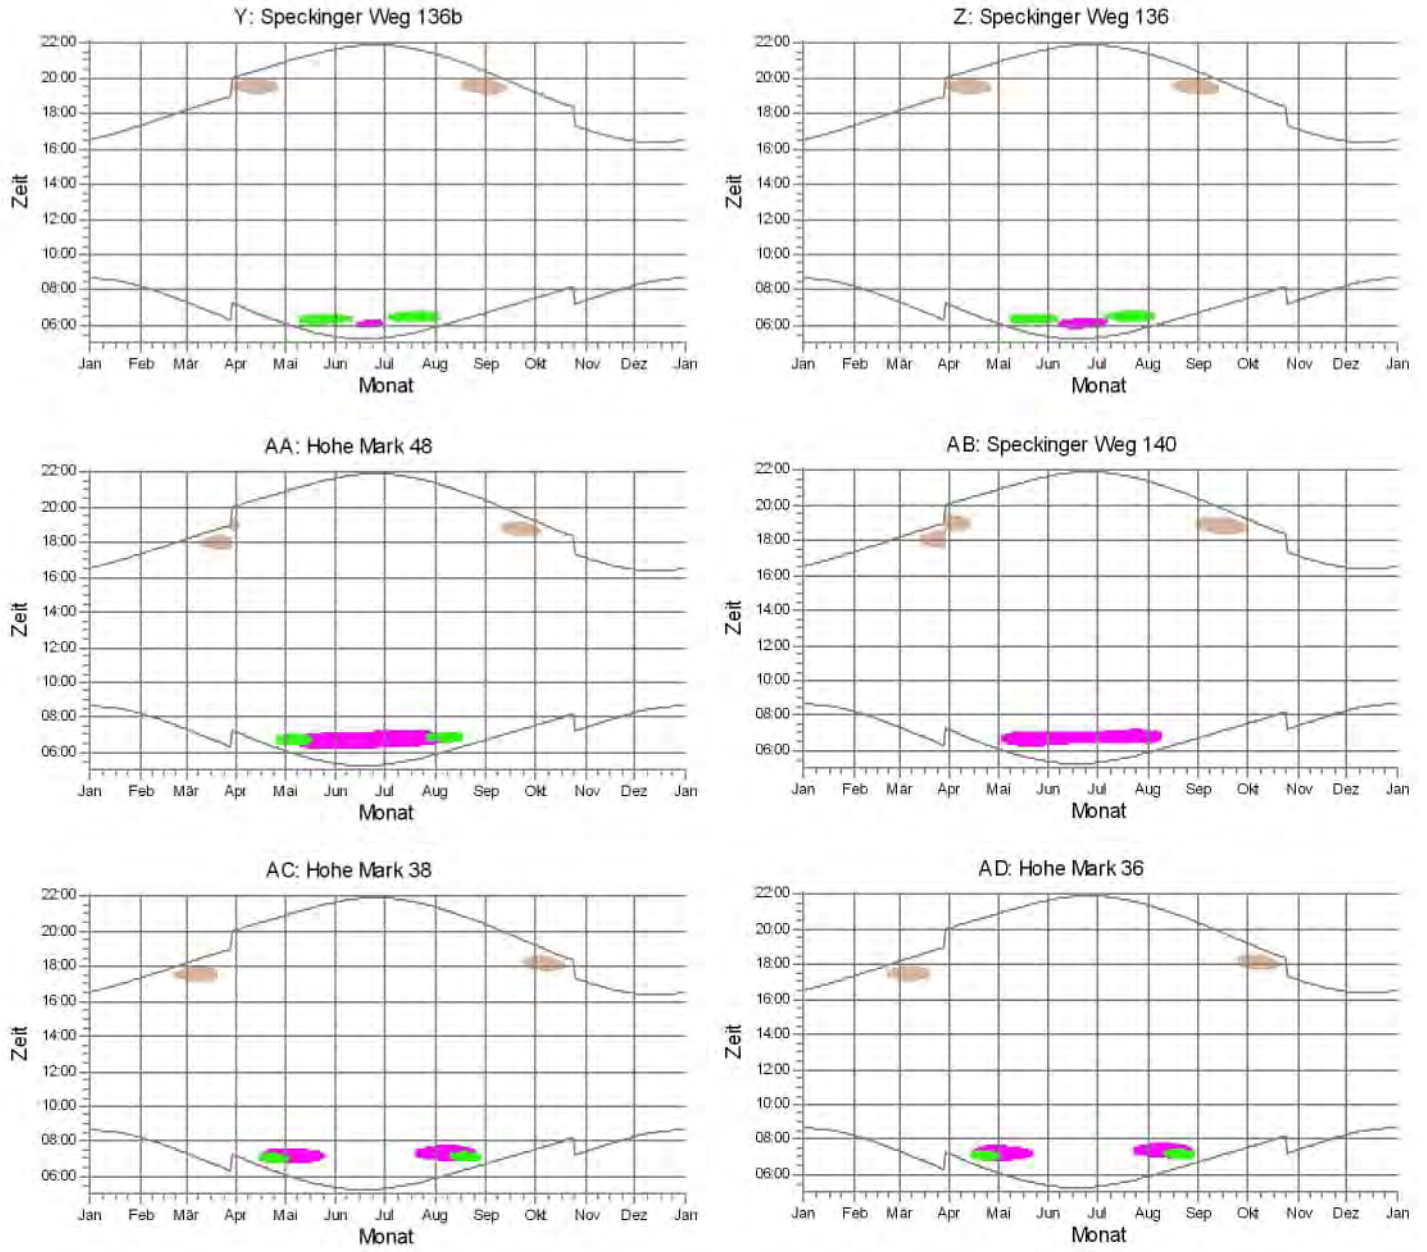 Y: Speckinger Weg 136b
22:00
20:00
18:00
16:00
14:00
12:00
10:00
08:00
06:00
Zeit
Jan Feb Mär Apr Mai Jun Jul Aug Sep Okt Nov Dez Jan
Monat
Z: Speckinger Weg 136
22:00
20:00
18:00
16:00
14:00
12:00
10:00
08:00
06:00
Zeit
Jan Feb Mär Apr Mai Jun Jul Aug Sep Okt Nov Dez Jan
Monat
AA: Hohe Mark 48
22:00
20:00
18:00
16:00
14:00
12:00
10:00
08:00
06:00
Zeit
Jan Feb Mär Apr Mai Jun Jul Aug Sep Okt Nov Dez Jan
Monat
AB: Speckinger Weg 140
22:00
20:00
18:00
16:00
14:00
12:00
10:00
08:00
06:00
Zeit
Jan Feb Mär Apr Mai Jun Jul Aug Sep Okt Nov Dez Jan
Monat
AC: Hohe Mark 38
22:00
20:00
18:00
16:00
14:00
12:00
10:00
08:00
06:00
Zeit
Jan Feb Mär Apr Mai Jun Jul Aug Sep Okt Nov Dez Jan
Monat
AD: Hohe Mark 36
22:00
20:00
18:00
16:00
14:00
12:00
10:00
08:00
06:00
Zeit
Jan Feb Mär Apr Mai Jun Jul Aug Sep Okt Nov Dez Jan
Monat